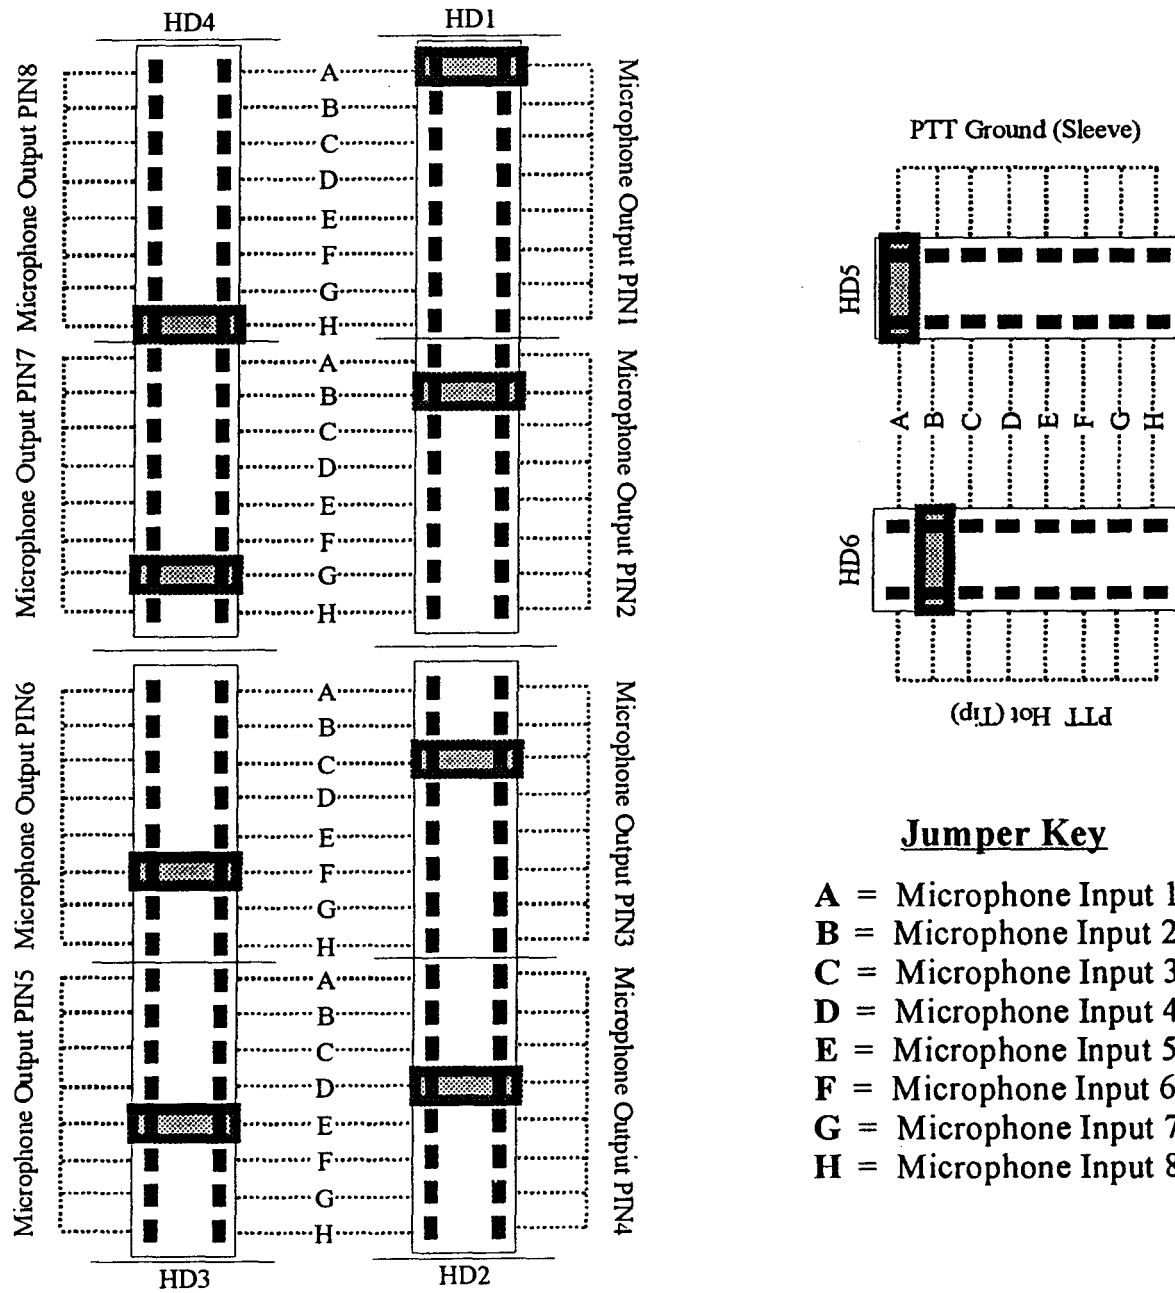 HD4
HD1
Microphone Output PIN8
A
B
C
D
E
F
G
H
Microphone Output PIN1
Microphone Output PIN7
A
B
C
D
E
F
G
H
Microphone Output PIN2
Microphone Output PIN6
A
B
C
D
E
F
G
H
Microphone Output PIN3
Microphone Output PIN5
A
B
C
D
E
F
G
H
Microphone Output PIN4
HD3
HD2
PTT Ground (Sleeve)
HD5
A
B
C
D
E
F
G
H
HD6
PTT Hot (Tip)
Jumper Key
A = Microphone Input 1
B = Microphone Input 2
C = Microphone Input 3
D = Microphone Input 4
E = Microphone Input 5
F = Microphone Input 6
G = Microphone Input 7
H = Microphone Input 8